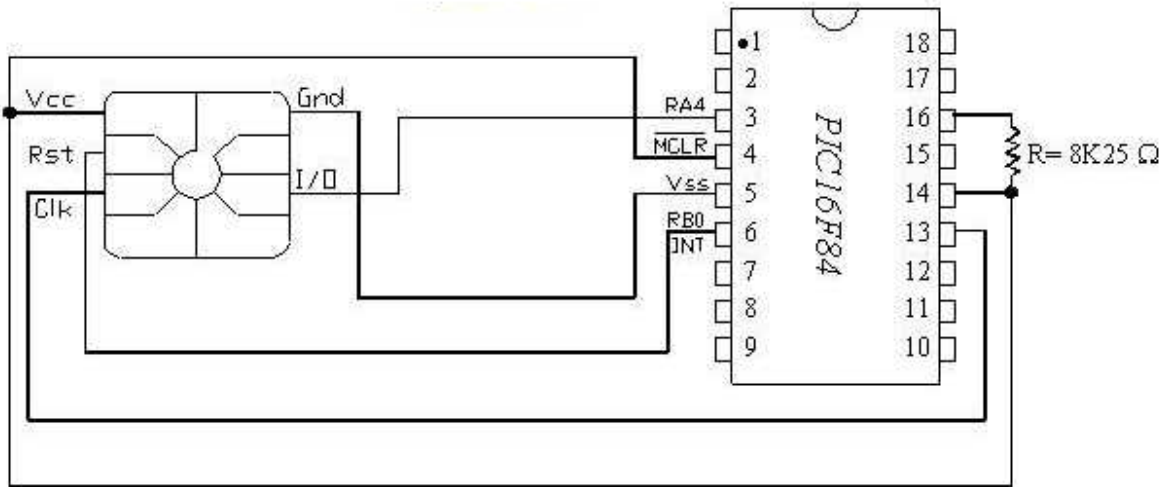 Vcc
Rst
Clk
Gnd
I/O
RA4
MCLR
Vss
RB0
INT
1
2
3
4
5
6
7
8
9
PIC16F84
18
17
16
15
14
13
12
11
10
R= 8K25 Ω